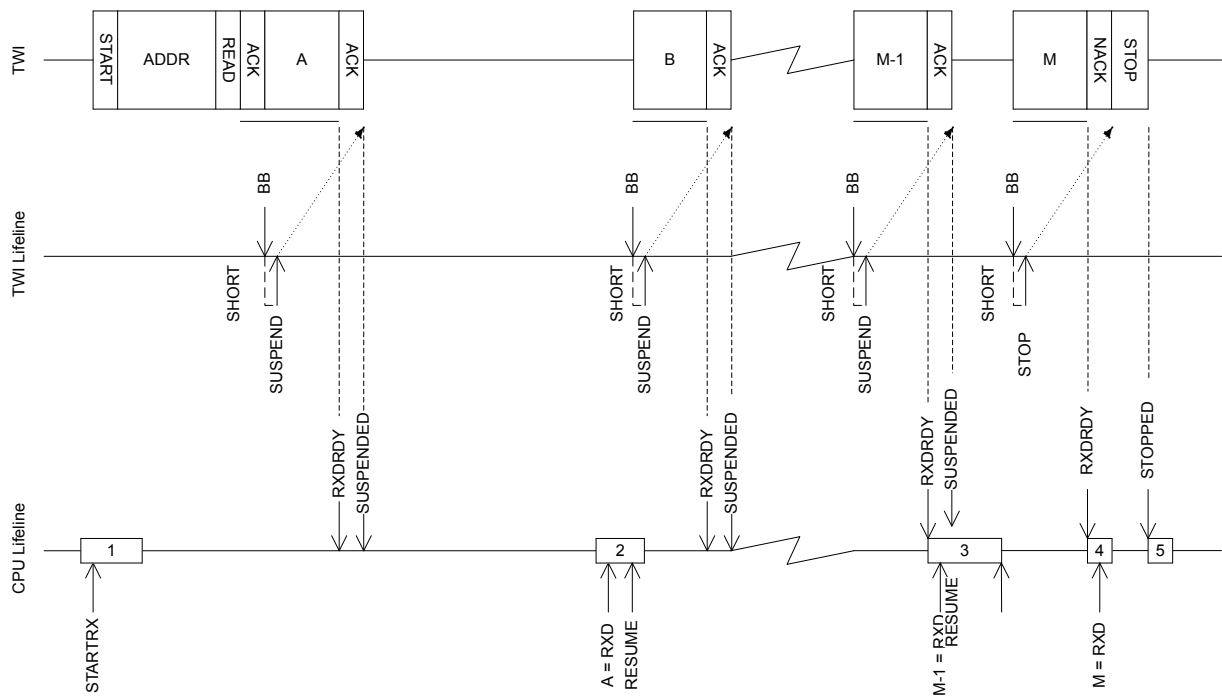 TWI
START
ADDR
READ
ACK
A
ACK
B
ACK
M-1
ACK
M
NACK
STOP
TWI Lifeline
BB
SHORT
SUSPEND
BB
SHORT
SUSPEND
BB
SHORT
SUSPEND
BB
SHORT
STOP
CPU Lifeline
RXDRDY
SUSPENDED
RXDRDY
SUSPENDED
RXDRDY
SUSPENDED
RXDRDY
STOPPED
1
2
3
4
5
STARTRX
A = RXD
RESUME
M-1 = RXD
RESUME
M = RXD